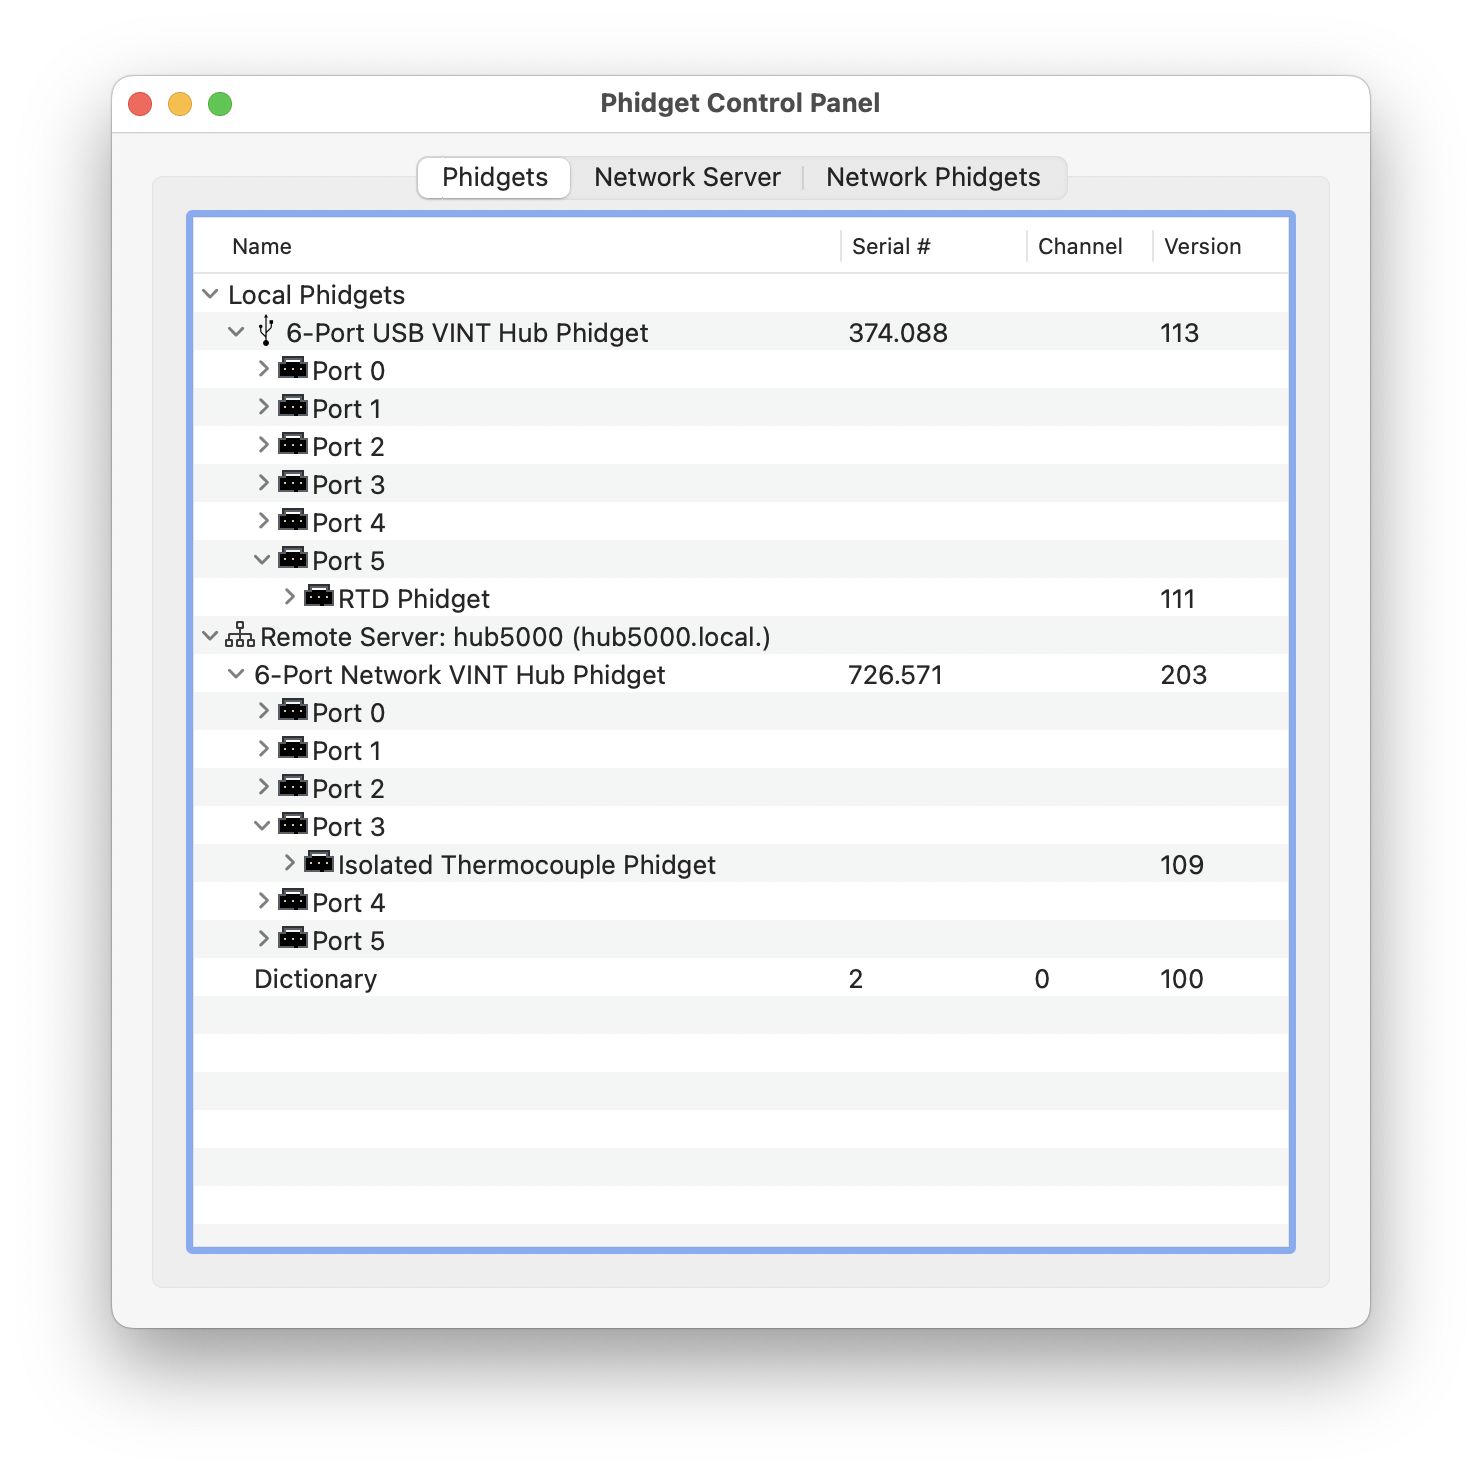 Phidget Control Panel
Phidgets Network Server Network Phidgets
Name Serial # Channel Version
Local Phidgets
6-Port USB VINT Hub Phidget 374.088 113
Port 0
Port 1
Port 2
Port 3
Port 4
Port 5
RTD Phidget 111
Remote Server: hub5000 (hub5000.local.)
6-Port Network VINT Hub Phidget 726.571 203
Port 0
Port 1
Port 2
Port 3
Isolated Thermocouple Phidget 109
Port 4
Port 5
Dictionary 2 0 100